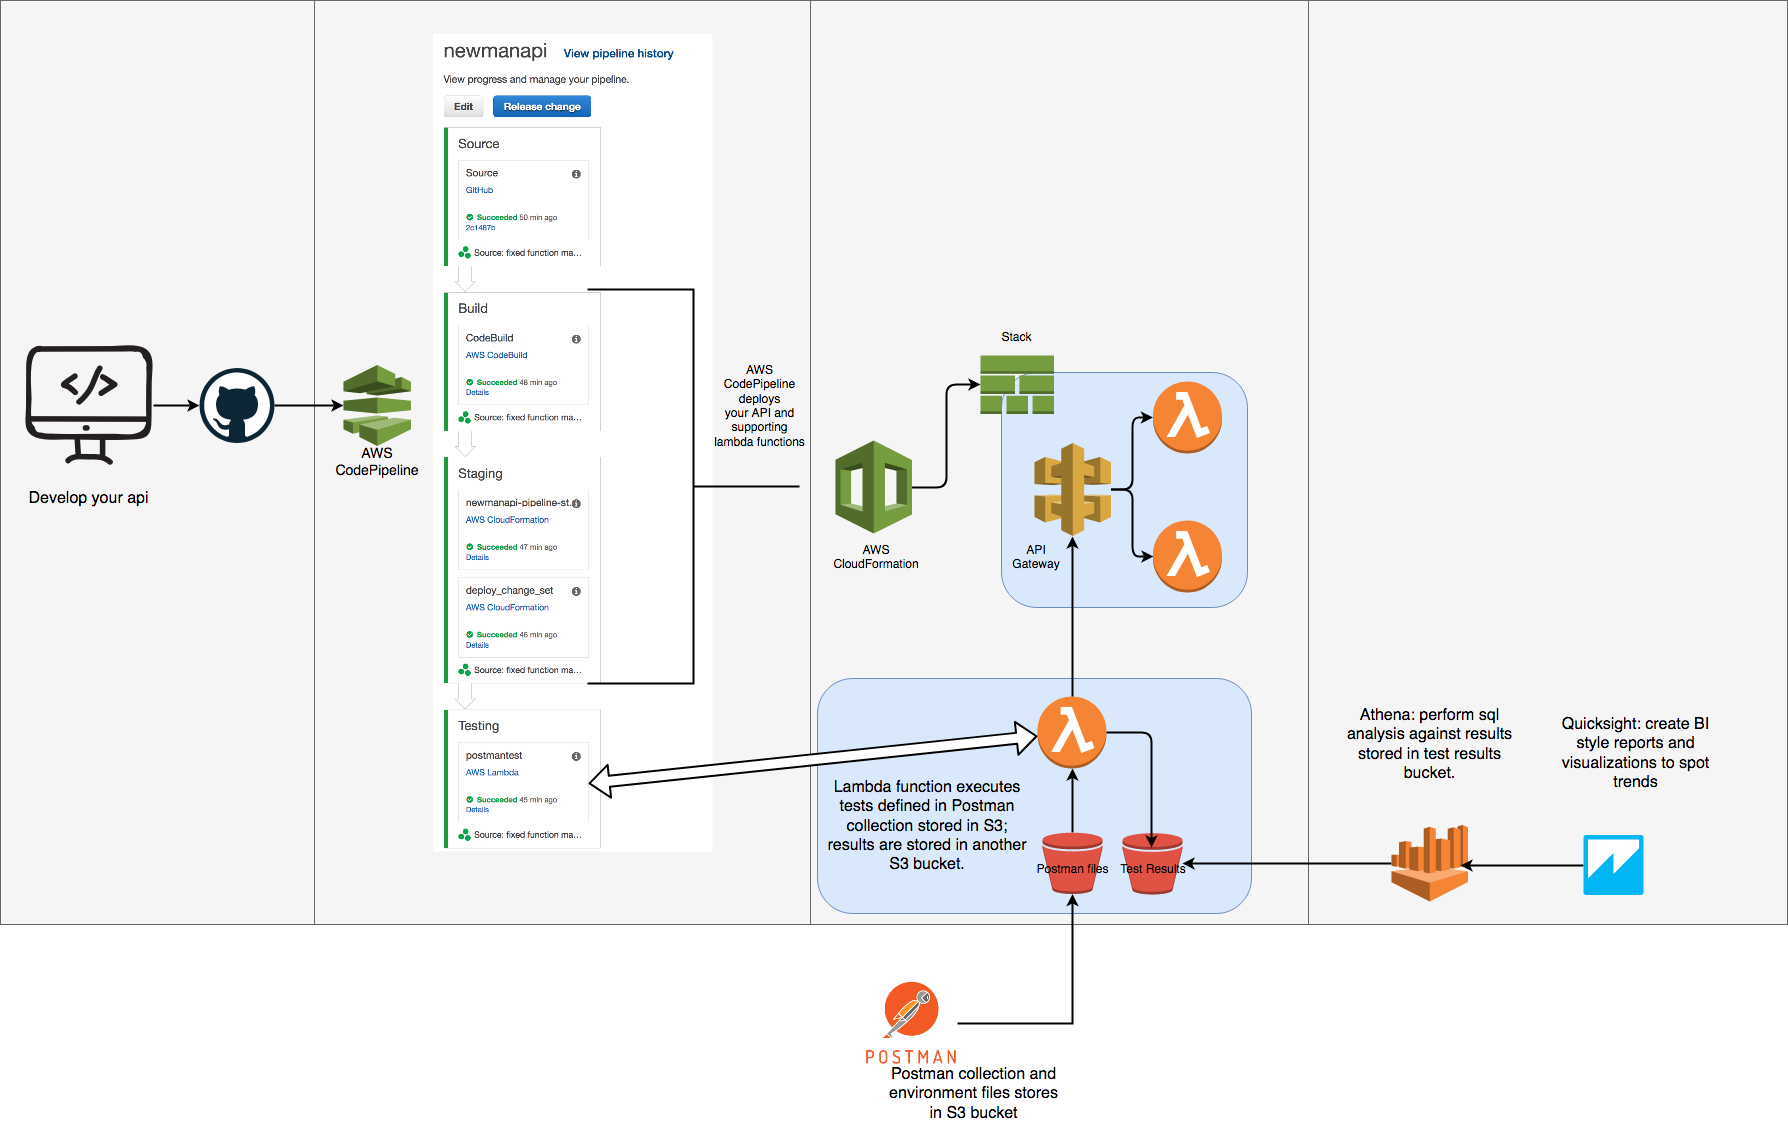 newmanapi View pipeline history
View progress and manage your pipeline.
Edit Release change
Source
Source
GitHub
Succeeded 50 min ago
2c1487b
Source: fixed function ma...
Build
CodeBuild
AWS CodeBuild
Succeeded 48 min ago
Details
Source: fixed function ma...
Staging
newmanapi-pipeline-st.
AWS CloudFormation
Succeeded 47 min ago
Details
deploy_change_set
AWS CloudFormation
Succeeded 46 min ago
Details
Source: fixed function ma...
Testing
postmantest
AWS Lambda
Succeeded 45 min ago
Details
Source: fixed function ma...
Develop your api
AWS
CodePipeline
AWS
CodePipeline
deploys
your API and
supporting
lambda functions
Stack
AWS
CloudFormation
API
Gateway
Lambda function executes
tests defined in Postman
collection stored in S3;
results are stored in another
S3 bucket.
Postman files
Test Results
Athena: perform sql
analysis against results
stored in test results
bucket.
Quicksight: create BI
style reports and
visualizations to spot
trends
POSTMAN
Postman collection and
environment files stores
in S3 bucket